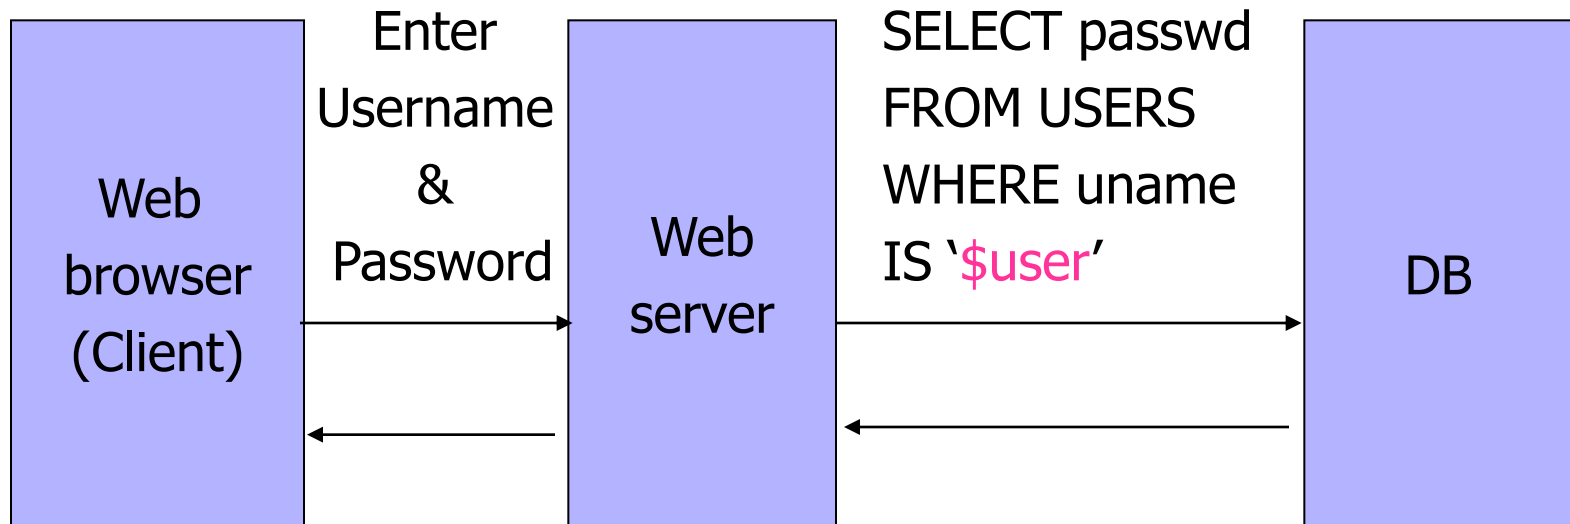 Web
browser
(Client)
Enter
Username
&
Password
Web
server
SELECT passwd
FROM USERS
WHERE uname
IS ‘$user’
DB